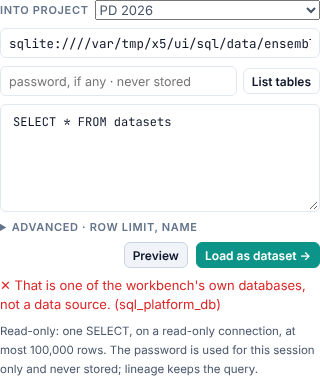 INTO PROJECT PD 2026
sqlite:////var/tmp/x5/ui/sql/data/ensembl
password, if any · never stored List tables
SELECT * FROM datasets
▸ ADVANCED · ROW LIMIT, NAME
Preview Load as dataset →
✕ That is one of the workbench's own databases,
not a data source. (sql_platform_db)
Read-only: one SELECT, on a read-only connection, at
most 100,000 rows. The password is used for this session
only and never stored; lineage keeps the query.